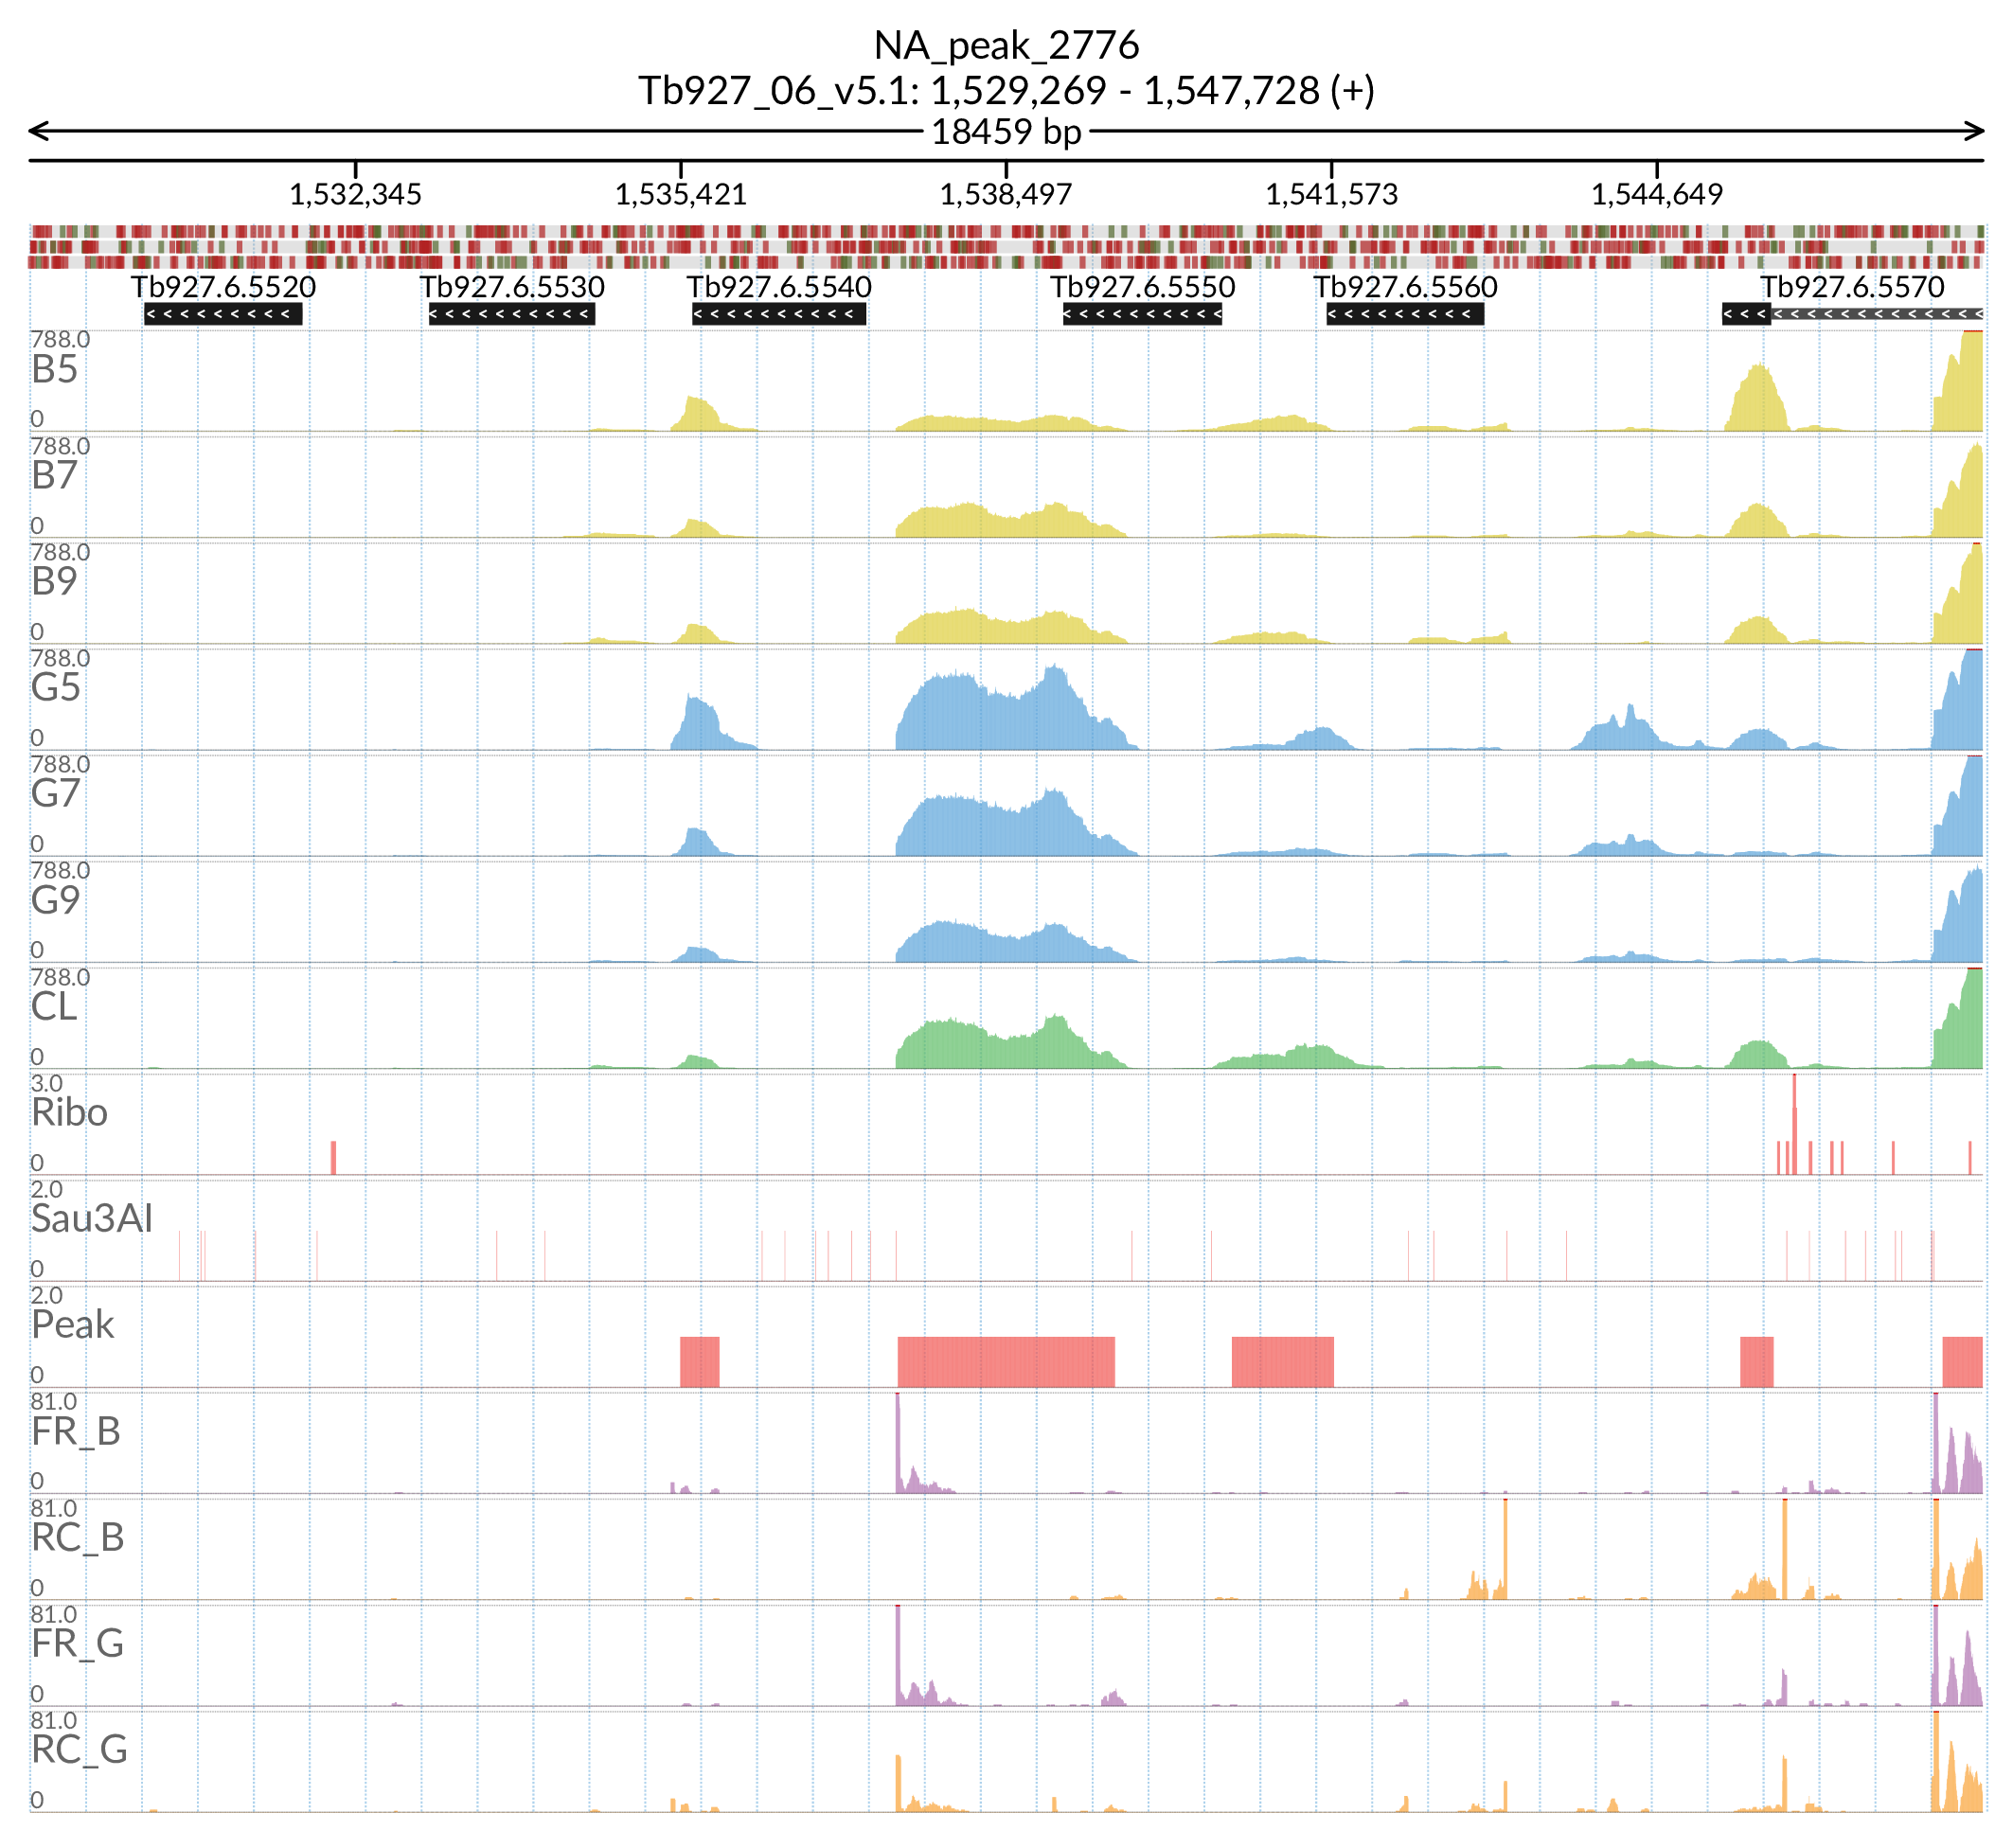 NA_peak_2776
Tb927_06_v5.1: 1,529,269 - 1,547,728 (+)
18459 bp
1,532,345 1,535,421 1,538,497 1,541,573 1,544,649
Tb927.6.5520 Tb927.6.5530 Tb927.6.5540 Tb927.6.5550 Tb927.6.5560 Tb927.6.5570
788.0
B5
0
788.0
B7
0
788.0
B9
0
788.0
G5
0
788.0
G7
0
788.0
G9
0
788.0
CL
0
3.0
Ribo
0
2.0
Sau3AI
0
2.0
Peak
0
81.0
FR_B
0
81.0
RC_B
0
81.0
FR_G
0
81.0
RC_G
0